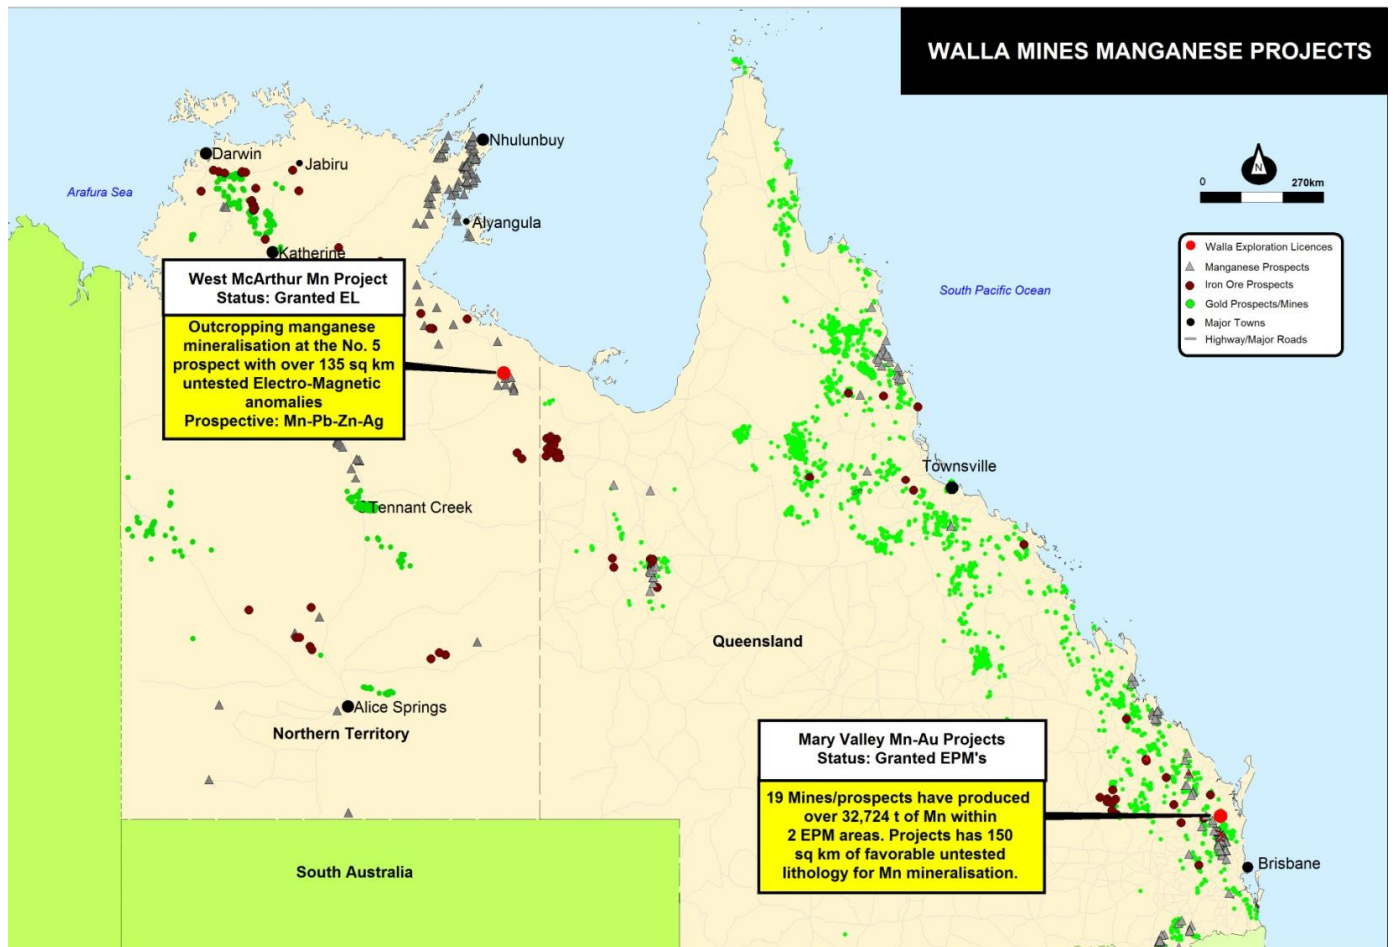 WALLA MINES MANGANESE PROJECTS
Nhulunbuy
Darwin
Jabiru
Arafura Sea
Alyangula
Katherine
N
0 270km
Walla Exploration Licences
Manganese Prospects
Iron Ore Prospects
Gold Prospects/Mines
Major Towns
Highway/Major Roads
South Pacific Ocean
West McArthur Mn Project
Status: Granted EL
Outcropping manganese
mineralisation at the No. 5
prospect with over 135 sq km
untested Electro-Magnetic
anomalies
Prospective: Mn-Pb-Zn-Ag
Townsville
Tennant Creek
Queensland
Alice Springs
Northern Territory
Mary Valley Mn-Au Projects
Status: Granted EPM's
19 Mines/prospects have produced
over 32,724 t of Mn within
2 EPM areas. Projects has 150
sq km of favorable untested
lithology for Mn mineralisation.
South Australia
Brisbane